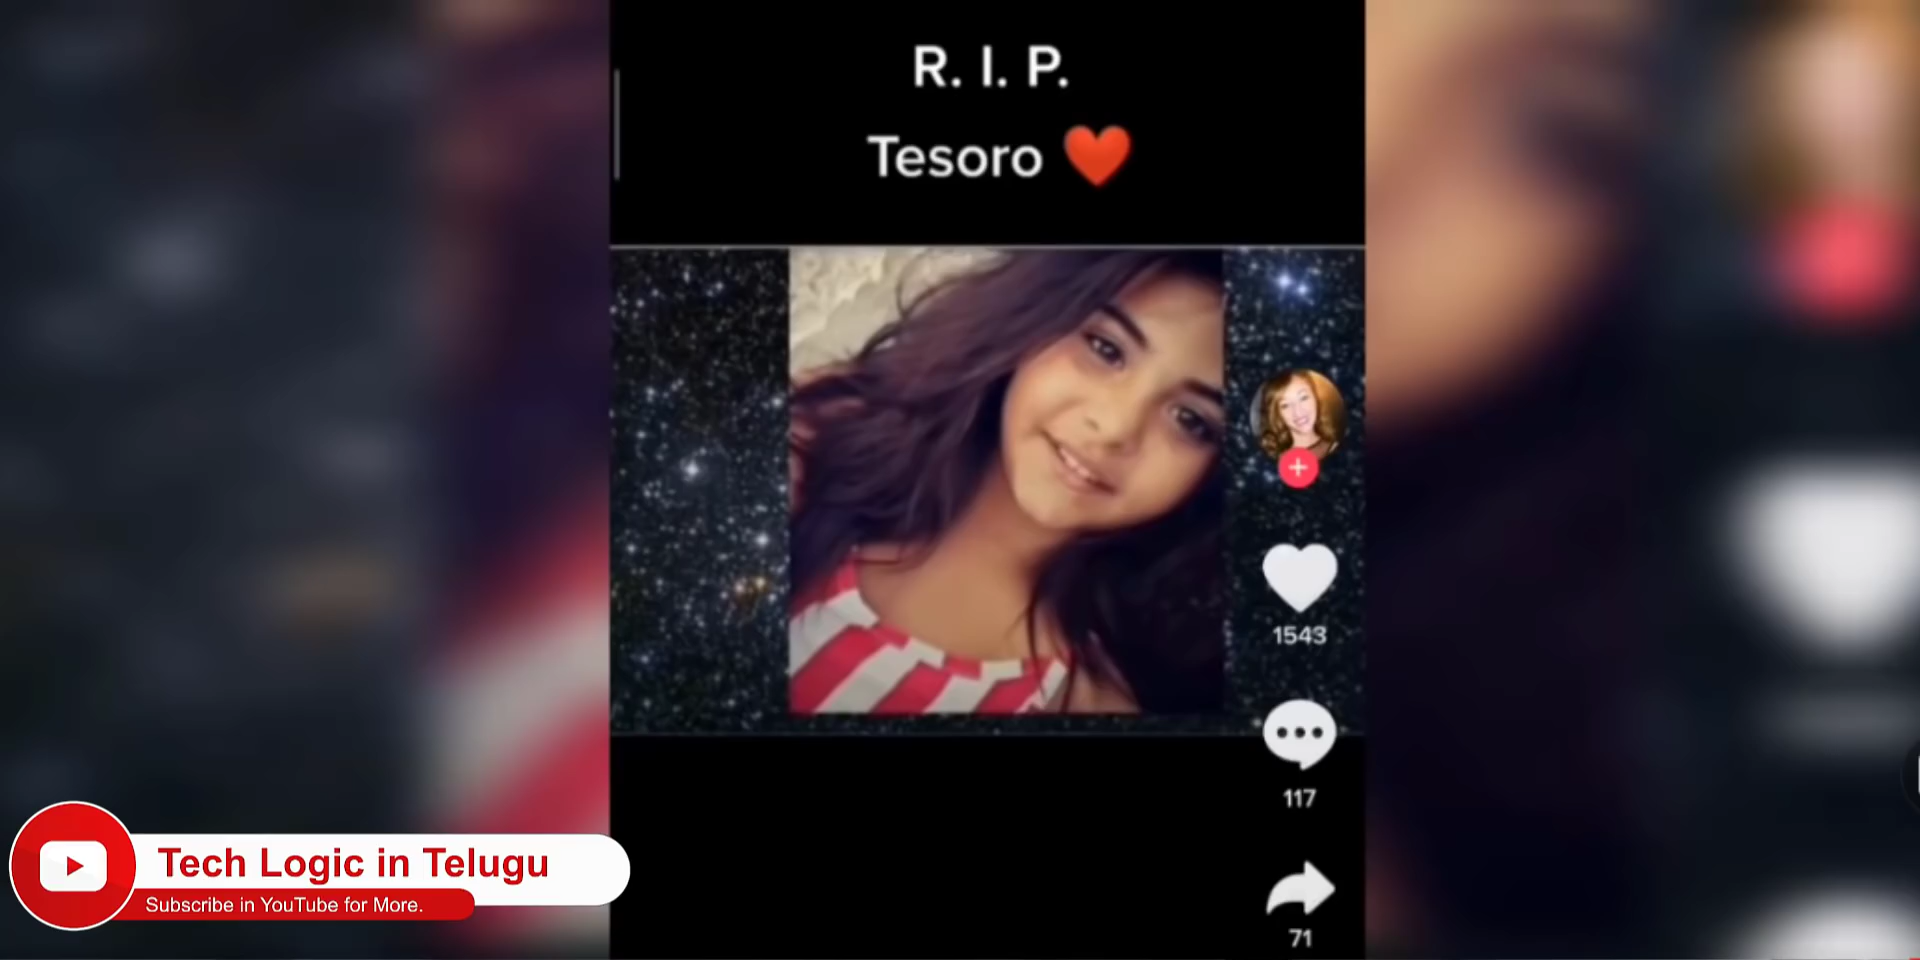 R. I. P.
Tesoro ❤️
1543
117
71
Tech Logic in Telugu
Subscribe in YouTube for More.